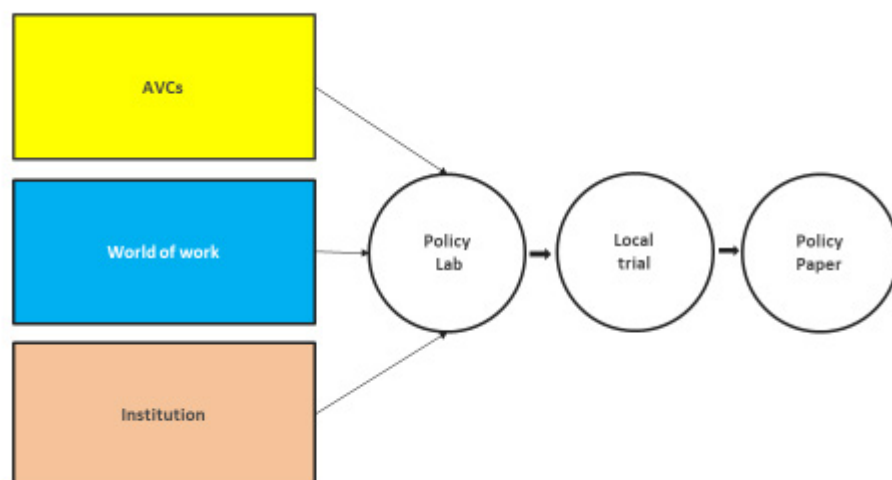 AVCs
World of work
Institution
Policy
Lab
Local
trial
Policy
Paper